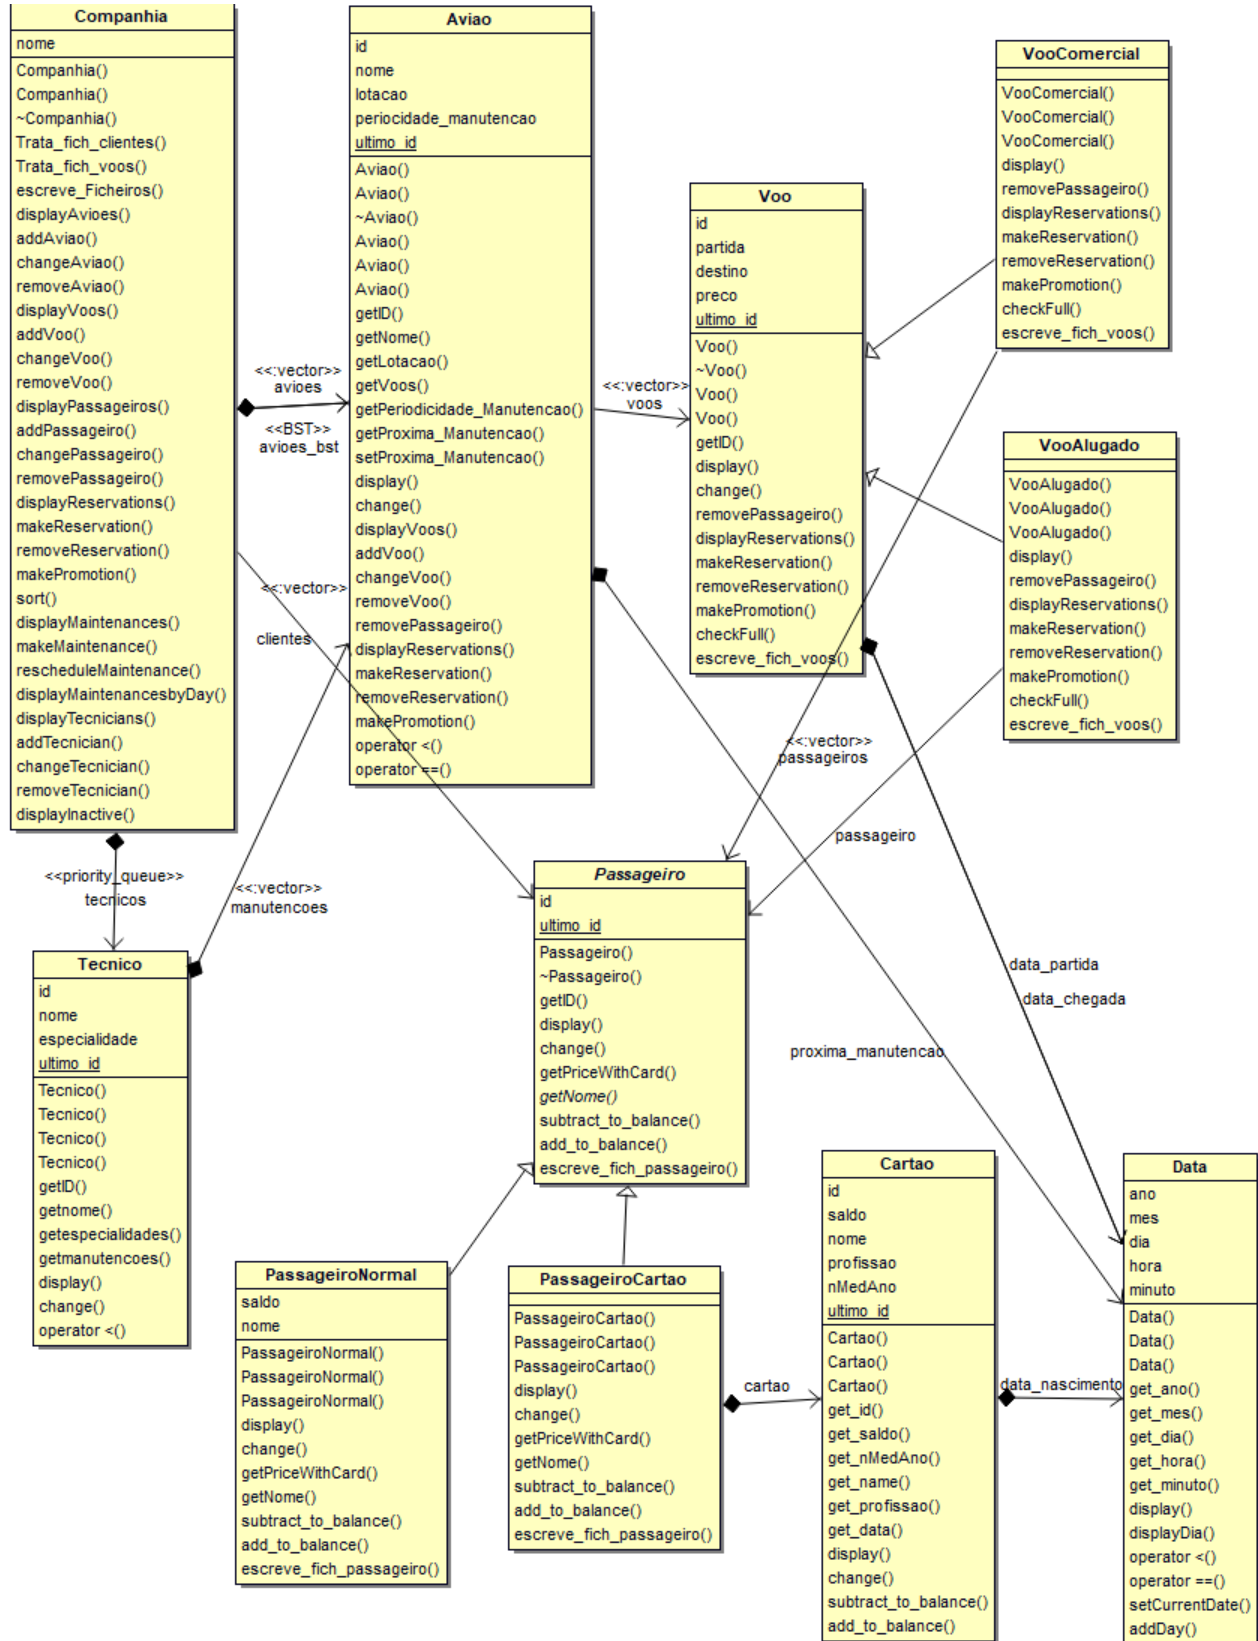 Companhia
nome
Companhia()
Companhia()
~Companhia()
Trata_fich_clientes()
Trata_fich_voos()
escreve_Ficheiros()
displayAvioes()
addAviao()
changeAviao()
removeAviao()
displayVoos()
addVoo()
changeVoo()
removeVoo()
displayPassageiros()
addPassageiro()
changePassageiro()
removePassageiro()
displayReservations()
makeReservation()
removeReservation()
makePromotion()
sort()
displayMaintenances()
makeMaintenance()
rescheduleMaintenance()
displayMaintenancesbyDay()
displayTecnicians()
addTecnician()
changeTecnician()
removeTecnician()
displayInactive()
<<:vector>>
avioes
<<BST>>
avioes_bst
<<:vector>>
clientes
<<priority_queue>>
tecnicos
<<:vector>>
manutencoes
Aviao
id
nome
lotacao
periocidade_manutencao
ultimo_id
Aviao()
Aviao()
~Aviao()
Aviao()
Aviao()
Aviao()
getID()
getNome()
getLotacao()
getVoos()
getPeriodicidade_Manutencao()
getProxima_Manutencao()
setProxima_Manutencao()
display()
change()
displayVoos()
addVoo()
changeVoo()
removeVoo()
removePassageiro()
displayReservations()
makeReservation()
removeReservation()
makePromotion()
operator <()
operator ==()
<<:vector>>
voos
Voo
id
partida
destino
preco
ultimo_id
Voo()
~Voo()
Voo()
Voo()
getID()
display()
change()
removePassageiro()
displayReservations()
makeReservation()
removeReservation()
makePromotion()
checkFull()
escreve_fich_voos()
VooComercial
VooComercial()
VooComercial()
VooComercial()
display()
removePassageiro()
displayReservations()
makeReservation()
removeReservation()
makePromotion()
checkFull()
escreve_fich_voos()
VooAlugado
VooAlugado()
VooAlugado()
VooAlugado()
display()
removePassageiro()
displayReservations()
makeReservation()
removeReservation()
makePromotion()
checkFull()
escreve_fich_voos()
<<:vector>>
passageiros
passageiro
data_partida
data_chegada
proxima_manutencao
Tecnico
id
nome
especialidade
ultimo_id
Tecnico()
Tecnico()
Tecnico()
Tecnico()
getID()
getnome()
getespecialidades()
getmanutencoes()
display()
change()
operator <()
Passageiro
id
ultimo_id
Passageiro()
~Passageiro()
getID()
display()
change()
getPriceWithCard()
getNome()
subtract_to_balance()
add_to_balance()
escreve_fich_passageiro()
PassageiroNormal
saldo
nome
PassageiroNormal()
PassageiroNormal()
PassageiroNormal()
display()
change()
getPriceWithCard()
getNome()
subtract_to_balance()
add_to_balance()
escreve_fich_passageiro()
PassageiroCartao
PassageiroCartao()
PassageiroCartao()
PassageiroCartao()
display()
change()
getPriceWithCard()
getNome()
subtract_to_balance()
add_to_balance()
escreve_fich_passageiro()
cartao
Cartao
id
saldo
nome
profissao
nMedAno
ultimo_id
Cartao()
Cartao()
Cartao()
get_id()
get_saldo()
get_nMedAno()
get_name()
get_profissao()
get_data()
display()
change()
subtract_to_balance()
add_to_balance()
data_nascimento
Data
ano
mes
dia
hora
minuto
Data()
Data()
Data()
get_ano()
get_mes()
get_dia()
get_hora()
get_minuto()
display()
displayDia()
operator <()
operator ==()
setCurrentDate()
addDay()